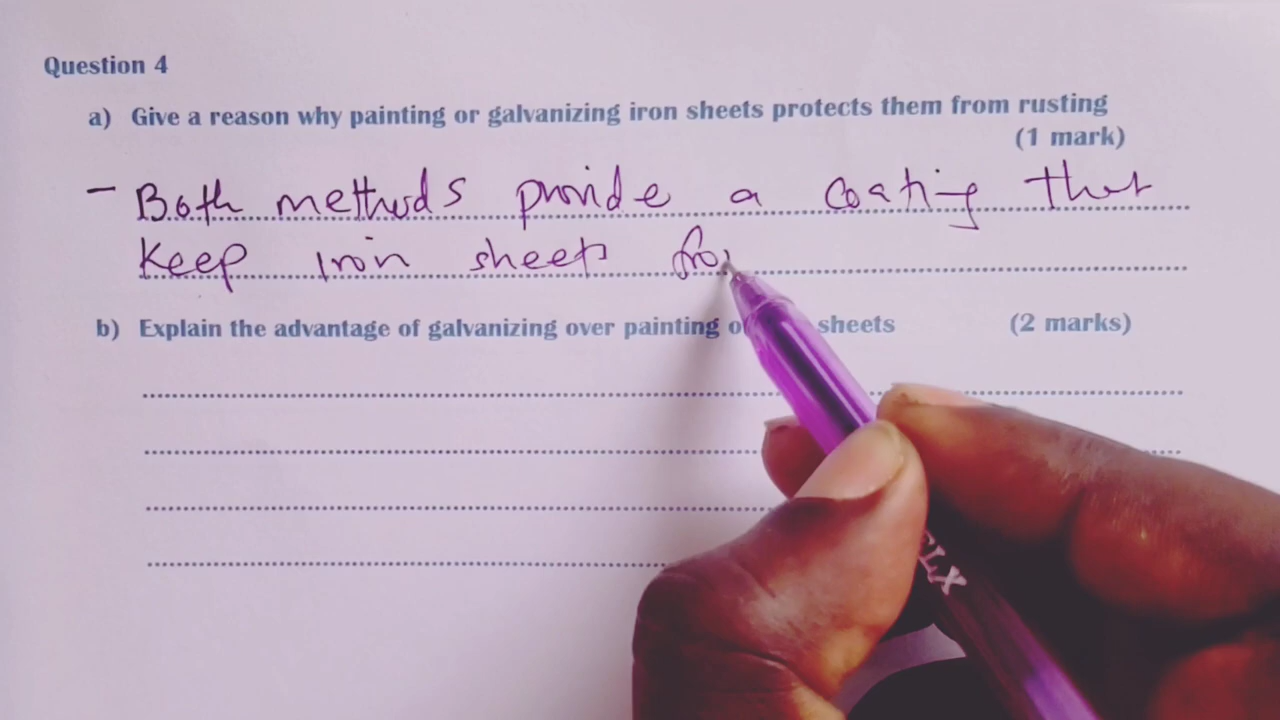 Question 4
a) Give a reason why painting or galvanizing iron sheets protects them from rusting
(1 mark)
- Both methods provide a coating that
keep Iron sheets fro
b) Explain the advantage of galvanizing over painting o sheets (2 marks)